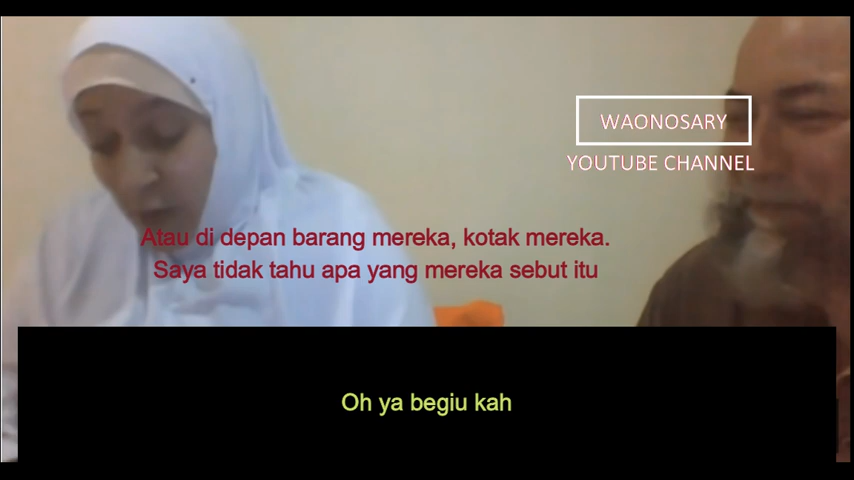 WAONOSARY
YOUTUBE CHANNEL
Atau di depan barang mereka, kotak mereka.
Saya tidak tahu apa yang mereka sebut itu
Oh ya begiu kah